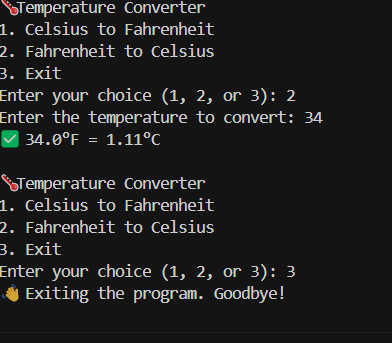 🌡️Temperature Converter
1. Celsius to Fahrenheit
2. Fahrenheit to Celsius
3. Exit
Enter your choice (1, 2, or 3): 2
Enter the temperature to convert: 34
✅ 34.0°F = 1.11°C
🌡️Temperature Converter
1. Celsius to Fahrenheit
2. Fahrenheit to Celsius
3. Exit
Enter your choice (1, 2, or 3): 3
👋 Exiting the program. Goodbye!